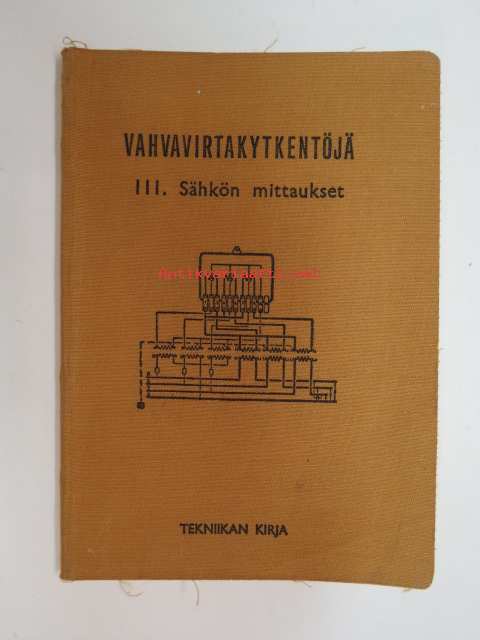 VAHVAVIRTAKYTKENTÖJÄ
III. Sähkön mittaukset
Antikvariaatti.net
TEKNIIKAN KIRJA